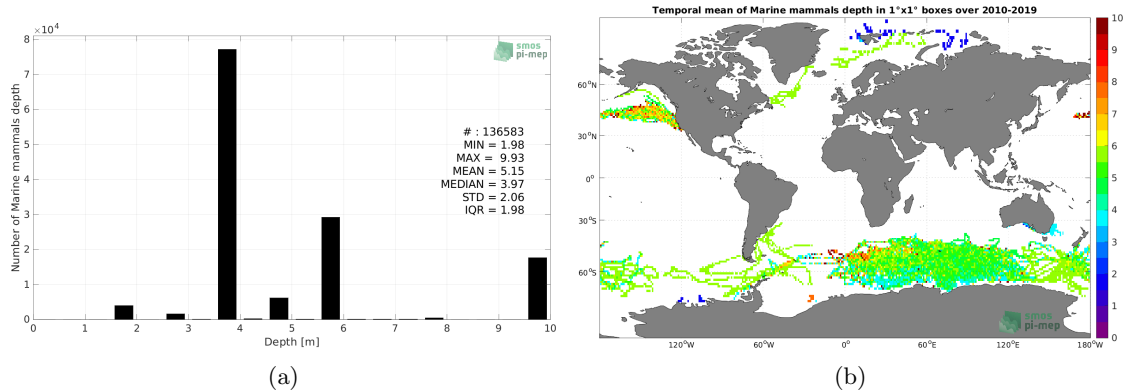 ×10⁴
Number of Marine mammals depth
8
7
6
5
4
3
2
1
0
0 1 2 3 4 5 6 7 8 9 10
Depth [m]
smos
pi-mep
# : 136583
MIN = 1.98
MAX = 9.93
MEAN = 5.15
MEDIAN = 3.97
STD = 2.06
IQR = 1.98
(a)
Temporal mean of Marine mammals depth in 1°x1° boxes over 2010-2019
60°N
30°N
0°
30°S
60°S
120°W 60°W 0° 60°E 120°E 180°W
10
9
8
7
6
5
4
3
2
1
0
smos
pi-mep
(b)